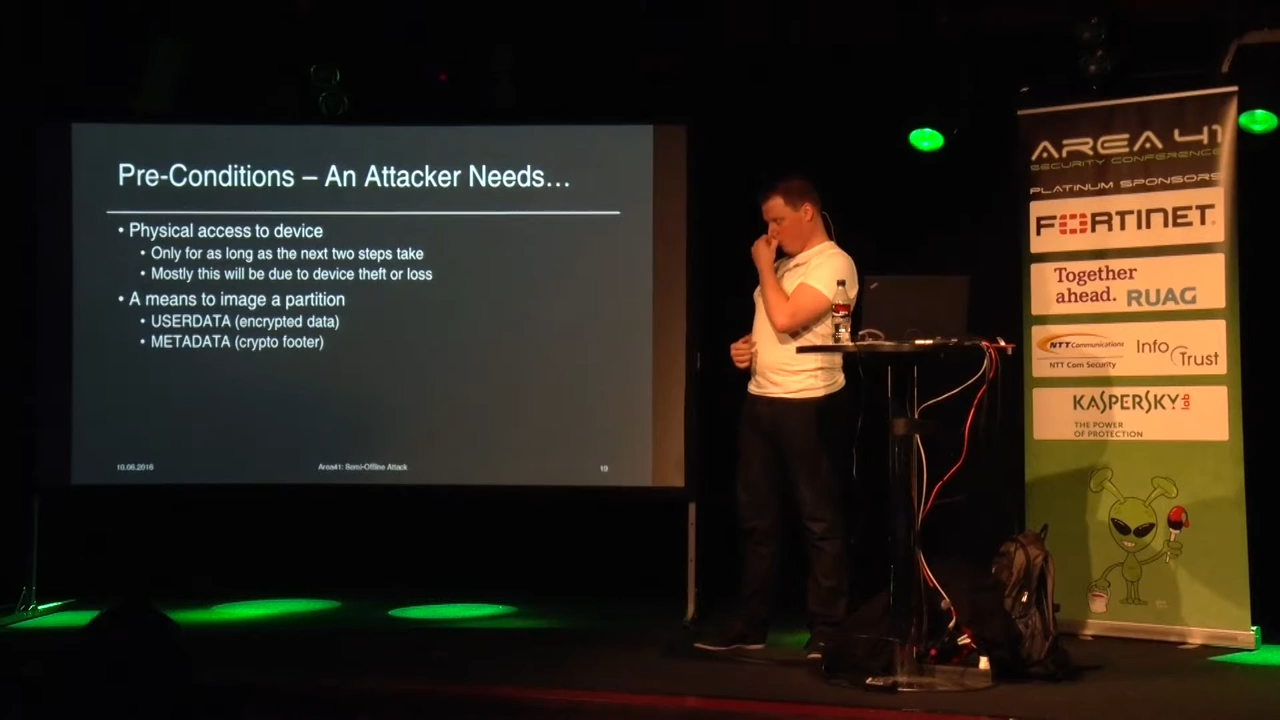 Pre-Conditions – An Attacker Needs…
• Physical access to device
• Only for as long as the next two steps take
• Mostly this will be due to device theft or loss
• A means to image a partition
• USERDATA (encrypted data)
• METADATA (crypto footer)
10.06.2016 Area41: Semi-Offline Attack 19
AREA 41
SECURITY CONFERENCE
PLATINUM SPONSORS
FORTINET
Together
ahead. RUAG
NTT Communications
NTT Com Security
Info
Trust
KASPERSKY lab
THE POWER
OF PROTECTION